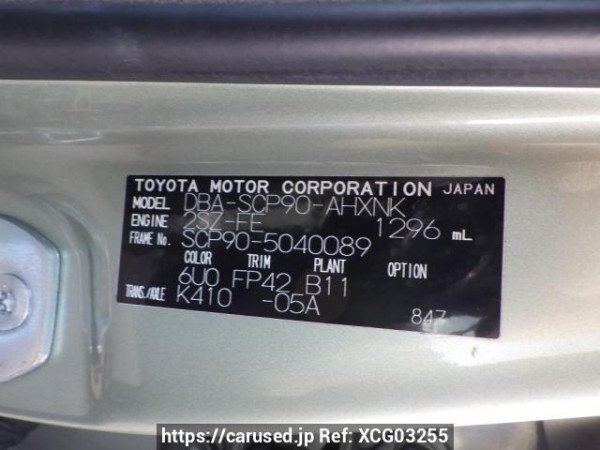 TOYOTA MOTOR CORPORATION JAPAN
MODEL DBA-SCP90-AHXNK
ENGINE 2SZ-FE 1296 mL
FRAME No. SCP90-5040089
COLOR TRIM PLANT OPTION
6U0 FP42 B11
TRANS./AXLE K410 -05A
847
https://carused.jp Ref: XCG03255